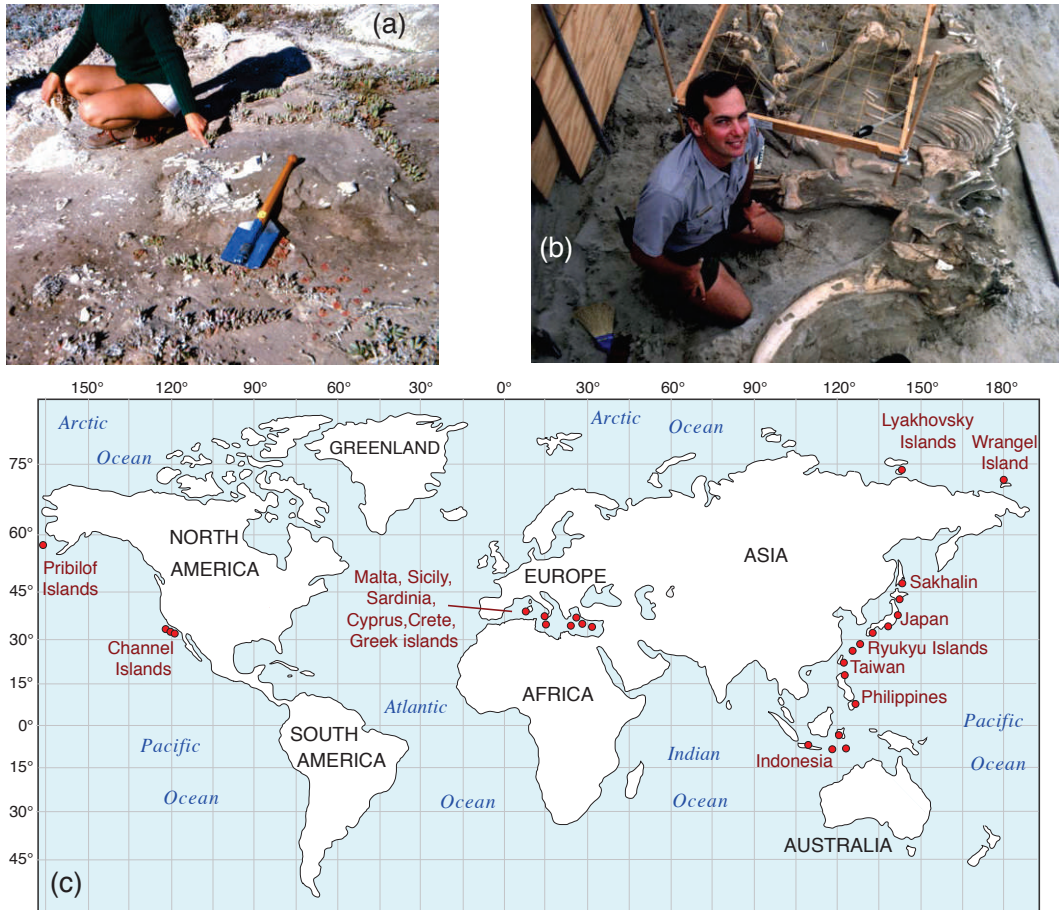 (a)
(b)
150° 120° 90° 60° 30° 0° 30° 60° 90° 120° 150° 180°
Arctic
Ocean
GREENLAND
Arctic
Ocean
Lyakhovsky
Islands
Wrangel
Island
75°
60°
45°
30°
15°
0°
15°
30°
45°
NORTH
AMERICA
Pribilof
Islands
Channel
Islands
Malta, Sicily,
Sardinia,
Cyprus,Crete,
Greek islands
EUROPE
ASIA
Sakhalin
Japan
Ryukyu Islands
Taiwan
Philippines
AFRICA
Atlantic
Ocean
SOUTH
AMERICA
Pacific
Ocean
Indian
Ocean
Indonesia
Pacific
Ocean
AUSTRALIA
(c)